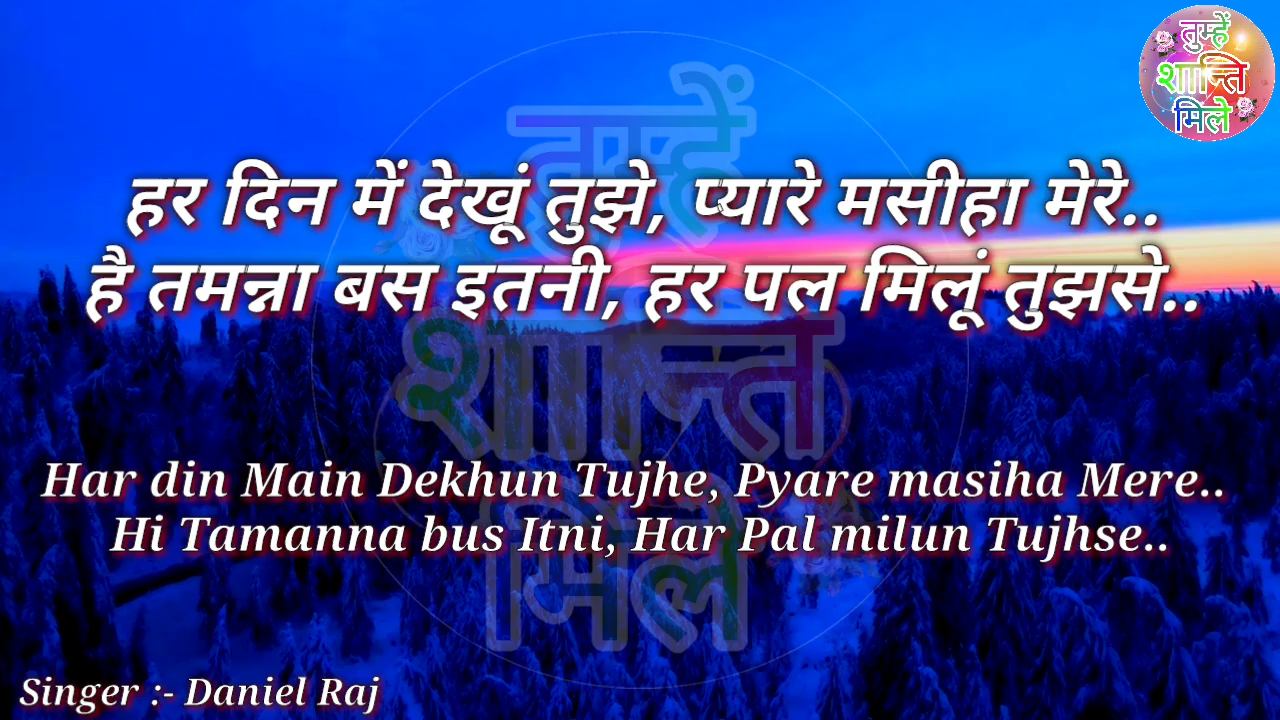 तुम्हें
शान्ति
मिले
हर दिन में देखूं तुझे, प्यारे मसीहा मेरे..
है तमन्ना बस इतनी, हर पल मिलूं तुझसे..
तुम्हें
शान्ति
मिले
Har din Main Dekhun Tujhe, Pyare masiha Mere..
Hi Tamanna bus Itni, Har Pal milun Tujhse..
Singer :- Daniel Raj